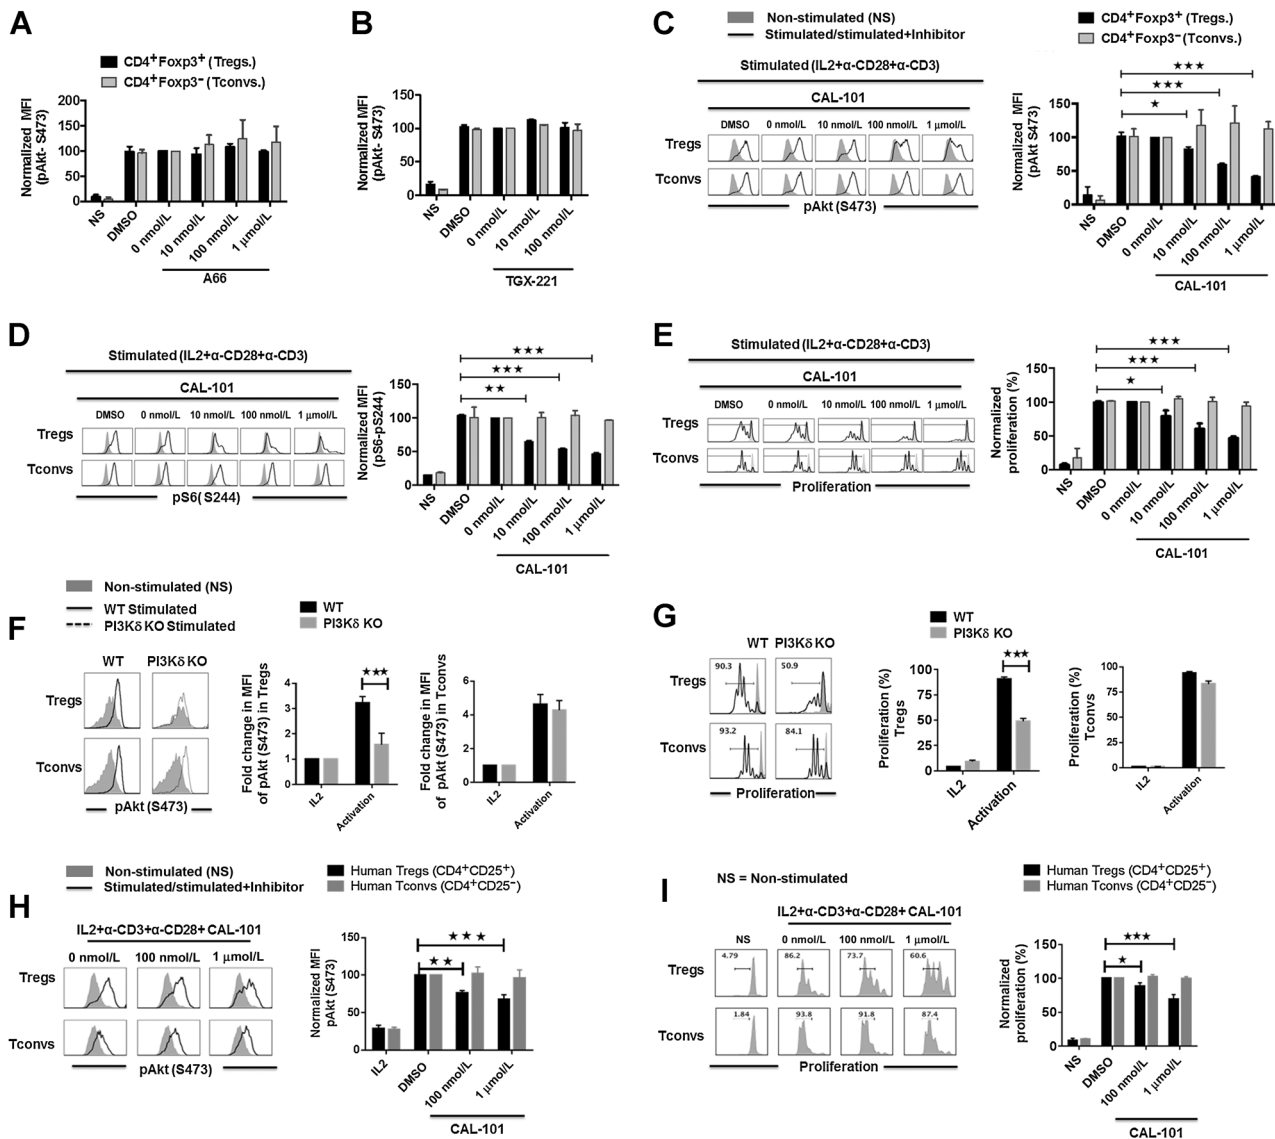 A
CD4+Foxp3+ (Tregs.)
CD4+Foxp3− (Tconvs.)
Normalized MFI
(pAkt- S473)
200
150
100
50
0
NS
DMSO
0 nmol/L
10 nmol/L
100 nmol/L
1 μmol/L
A66
B
Normalized MFI
(pAkt- S473)
150
100
50
0
NS
DMSO
0 nmol/L
10 nmol/L
100 nmol/L
TGX-221
C
Non-stimulated (NS)
Stimulated/stimulated+Inhibitor
Stimulated (IL2+α-CD28+α-CD3)
CAL-101
DMSO 0 nmol/L 10 nmol/L 100 nmol/L 1 μmol/L
Tregs
Tconvs
pAkt (S473)
CD4+Foxp3+ (Tregs.)
CD4+Foxp3− (Tconvs.)
★★★
★★★
★
Normalized MFI
(pAkt S473)
150
100
50
0
NS
DMSO
0 nmol/L
10 nmol/L
100 nmol/L
1 μmol/L
CAL-101
D
Stimulated (IL2+α-CD28+α-CD3)
CAL-101
DMSO 0 nmol/L 10 nmol/L 100 nmol/L 1 μmol/L
Tregs
Tconvs
pS6( S244)
★★★
★★★
★★
Normalized MFI
(pS6-pS244)
150
100
50
0
NS
DMSO
0 nmol/L
10 nmol/L
100 nmol/L
1 μmol/L
CAL-101
E
Stimulated (IL2+α-CD28+α-CD3)
CAL-101
DMSO 0 nmol/L 10 nmol/L 100 nmol/L 1 μmol/L
Tregs
Tconvs
Proliferation
★★★
★★★
★
Normalized
proliferation (%)
150
100
50
0
NS
DMSO
0 nmol/L
10 nmol/L
100 nmol/L
1 μmol/L
CAL-101
F
Non-stimulated (NS)
WT Stimulated
PI3Kδ KO Stimulated
WT PI3Kδ KO
Tregs
Tconvs
pAkt (S473)
WT
PI3Kδ KO
★★★
Fold change in MFI
of pAkt (S473) in Tregs
4
3
2
1
0
IL2
Activation
Fold change in MFI
of pAkt (S473) in Tconvs
6
4
2
0
IL2
Activation
G
WT PI3Kδ KO
Tregs
90.3 50.9
Tconvs
93.2 84.1
Proliferation
WT
PI3Kδ KO
★★★
Proliferation (%)
Tregs
100
75
50
25
0
IL2
Activation
Proliferation (%)
Tconvs
100
75
50
25
0
IL2
Activation
H
Non-stimulated (NS)
Stimulated/stimulated+Inhibitor
IL2+α-CD3+α-CD28+ CAL-101
0 nmol/L 100 nmol/L 1 μmol/L
Tregs
Tconvs
pAkt (S473)
Human Tregs (CD4+CD25+)
Human Tconvs (CD4+CD25−)
★★★
★★
Normalized MFI
pAkt (S473)
150
100
50
0
IL2
DMSO
100 nmol/L
1 μmol/L
CAL-101
I
NS = Non-stimulated
IL2+α-CD3+α-CD28+ CAL-101
NS 0 nmol/L 100 nmol/L 1 μmol/L
Tregs
4.79 86.2 73.7 60.6
Tconvs
1.84 93.8 91.8 87.4
Proliferation
Human Tregs (CD4+CD25+)
Human Tconvs (CD4+CD25−)
★★★
★
Normalized
proliferation (%)
150
100
50
0
NS
DMSO
100 nmol/L
1 μmol/L
CAL-101